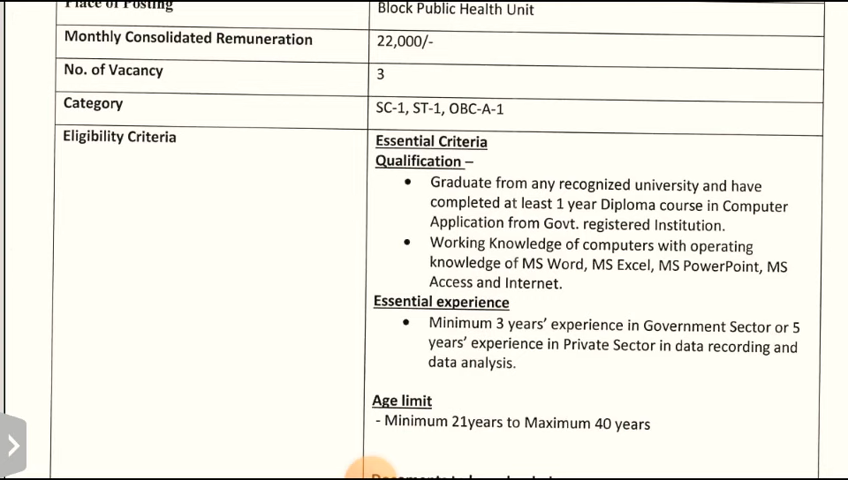 Place of Posting
Block Public Health Unit
Monthly Consolidated Remuneration
22,000/-
No. of Vacancy
3
Category
SC-1, ST-1, OBC-A-1
Eligibility Criteria
Essential Criteria
Qualification –
• Graduate from any recognized university and have
completed at least 1 year Diploma course in Computer
Application from Govt. registered Institution.
• Working Knowledge of computers with operating
knowledge of MS Word, MS Excel, MS PowerPoint, MS
Access and Internet.
Essential experience
• Minimum 3 years' experience in Government Sector or 5
years' experience in Private Sector in data recording and
data analysis.
Age limit
- Minimum 21years to Maximum 40 years